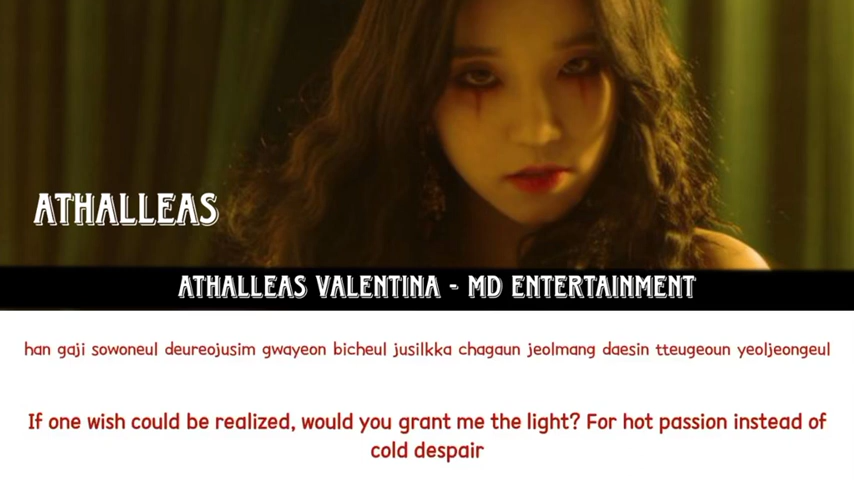 ATHALLEAS
ATHALLEAS VALENTINA - MD ENTERTAINMENT
han gaji sowoneul deureojusim gwayeon bicheul jusilkka chagaun jeolmang daesin tteugeoun yeoljeongeul
If one wish could be realized, would you grant me the light? For hot passion instead of
cold despair